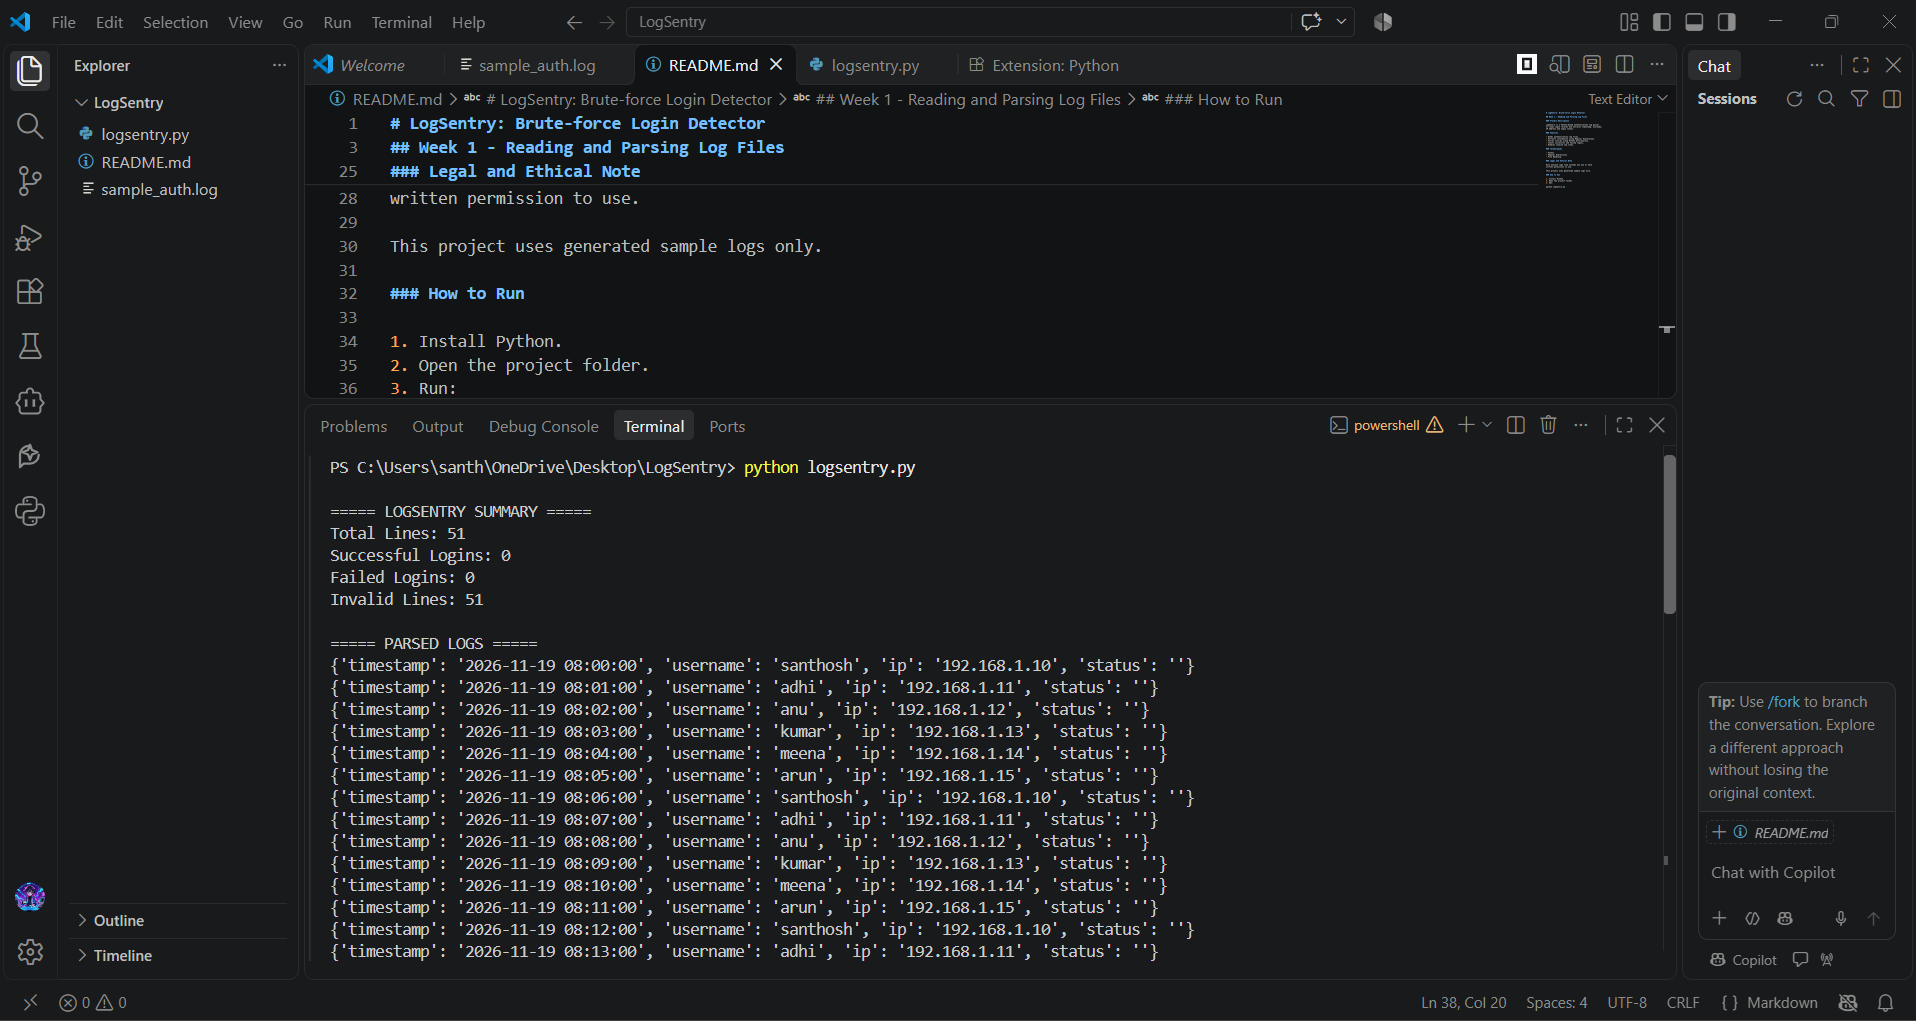 File Edit Selection View Go Run Terminal Help
LogSentry
Explorer
LogSentry
logsentry.py
README.md
sample_auth.log
Outline
Timeline
Welcome
sample_auth.log
README.md
logsentry.py
Extension: Python
README.md > # LogSentry: Brute-force Login Detector > ## Week 1 - Reading and Parsing Log Files > ### How to Run
Text Editor
1 # LogSentry: Brute-force Login Detector
3 ## Week 1 - Reading and Parsing Log Files
25 ### Legal and Ethical Note
28 written permission to use.
29
30 This project uses generated sample logs only.
31
32 ### How to Run
33
34 1. Install Python.
35 2. Open the project folder.
36 3. Run:
Problems Output Debug Console Terminal Ports
powershell
PS C:\Users\santh\OneDrive\Desktop\LogSentry> python logsentry.py
===== LOGSENTRY SUMMARY =====
Total Lines: 51
Successful Logins: 0
Failed Logins: 0
Invalid Lines: 51
===== PARSED LOGS =====
{'timestamp': '2026-11-19 08:00:00', 'username': 'santhosh', 'ip': '192.168.1.10', 'status': ''}
{'timestamp': '2026-11-19 08:01:00', 'username': 'adhi', 'ip': '192.168.1.11', 'status': ''}
{'timestamp': '2026-11-19 08:02:00', 'username': 'anu', 'ip': '192.168.1.12', 'status': ''}
{'timestamp': '2026-11-19 08:03:00', 'username': 'kumar', 'ip': '192.168.1.13', 'status': ''}
{'timestamp': '2026-11-19 08:04:00', 'username': 'meena', 'ip': '192.168.1.14', 'status': ''}
{'timestamp': '2026-11-19 08:05:00', 'username': 'arun', 'ip': '192.168.1.15', 'status': ''}
{'timestamp': '2026-11-19 08:06:00', 'username': 'santhosh', 'ip': '192.168.1.10', 'status': ''}
{'timestamp': '2026-11-19 08:07:00', 'username': 'adhi', 'ip': '192.168.1.11', 'status': ''}
{'timestamp': '2026-11-19 08:08:00', 'username': 'anu', 'ip': '192.168.1.12', 'status': ''}
{'timestamp': '2026-11-19 08:09:00', 'username': 'kumar', 'ip': '192.168.1.13', 'status': ''}
{'timestamp': '2026-11-19 08:10:00', 'username': 'meena', 'ip': '192.168.1.14', 'status': ''}
{'timestamp': '2026-11-19 08:11:00', 'username': 'arun', 'ip': '192.168.1.15', 'status': ''}
{'timestamp': '2026-11-19 08:12:00', 'username': 'santhosh', 'ip': '192.168.1.10', 'status': ''}
{'timestamp': '2026-11-19 08:13:00', 'username': 'adhi', 'ip': '192.168.1.11', 'status': ''}
Chat
Sessions
Tip: Use /fork to branch
the conversation. Explore
a different approach
without losing the
original context.
README.md
Chat with Copilot
Copilot
0 0
Ln 38, Col 20 Spaces: 4 UTF-8 CRLF { } Markdown